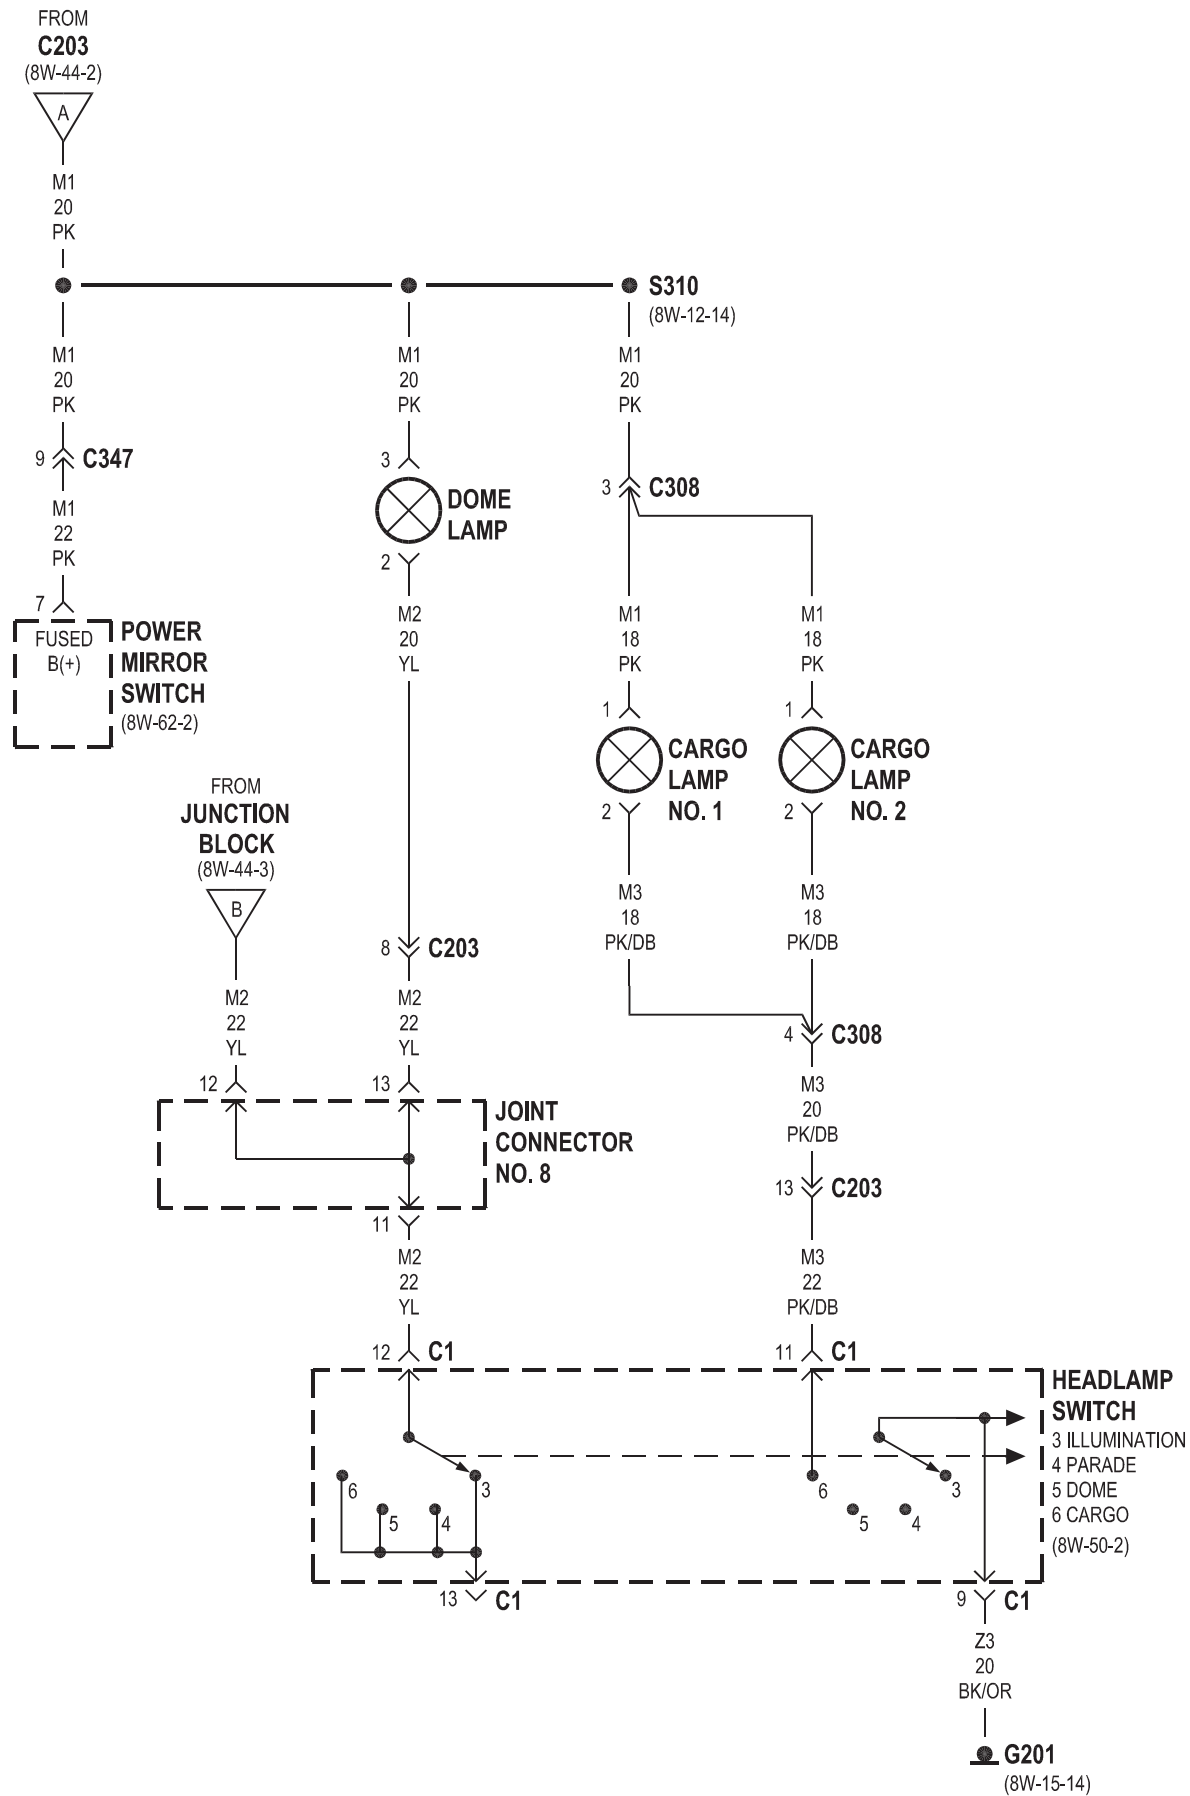 FROM
C203
(8W-44-2)
A
M1
20
PK
S310
(8W-12-14)
M1
20
PK
M1
20
PK
M1
20
PK
9
C347
3
3
C308
M1
22
PK
DOME
LAMP
2
7
FUSED
B(+)
POWER
MIRROR
SWITCH
(8W-62-2)
M2
20
YL
M1
18
PK
M1
18
PK
1
CARGO
LAMP
NO. 1
2
1
CARGO
LAMP
NO. 2
2
FROM
JUNCTION
BLOCK
(8W-44-3)
B
M3
18
PK/DB
M3
18
PK/DB
8
C203
M2
22
YL
M2
22
YL
4
C308
12
13
JOINT
CONNECTOR
NO. 8
11
M3
20
PK/DB
13
C203
M2
22
YL
M3
22
PK/DB
12
C1
11
C1
HEADLAMP
SWITCH
3 ILLUMINATION
4 PARADE
5 DOME
6 CARGO
(8W-50-2)
6
5
4
3
6
5
4
3
13
C1
9
C1
Z3
20
BK/OR
G201
(8W-15-14)